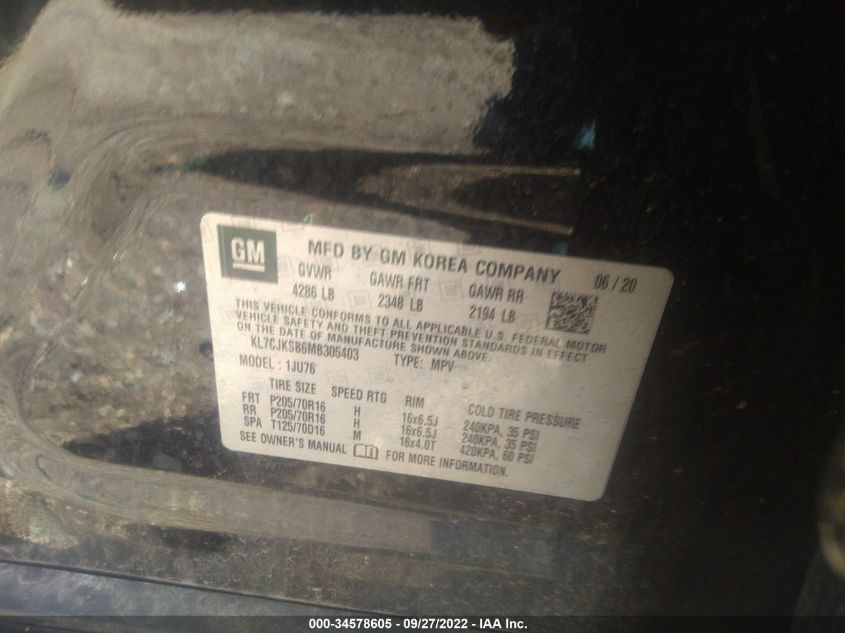 GM
MFD BY GM KOREA COMPANY 06 / 20
GVWR GAWR FRT GAWR RR
4286 LB 2348 LB 2194 LB
THIS VEHICLE CONFORMS TO ALL APPLICABLE U.S. FEDERAL MOTOR
VEHICLE SAFETY AND THEFT PREVENTION STANDARDS IN EFFECT
ON THE DATE OF MANUFACTURE SHOWN ABOVE.
KL7CJKSB6MB305403 TYPE: MPV
MODEL : 1JU76
TIRE SIZE SPEED RTG RIM COLD TIRE PRESSURE
FRT P205/70R16 H 16x6.5J 240KPA, 35 PSI
RR P205/70R16 H 16x6.5J 240KPA, 35 PSI
SPA T125/70D16 M 16x4.0T 420KPA, 60 PSI
SEE OWNER'S MANUAL FOR MORE INFORMATION.
000-34578605 - 09/27/2022 - IAA Inc.